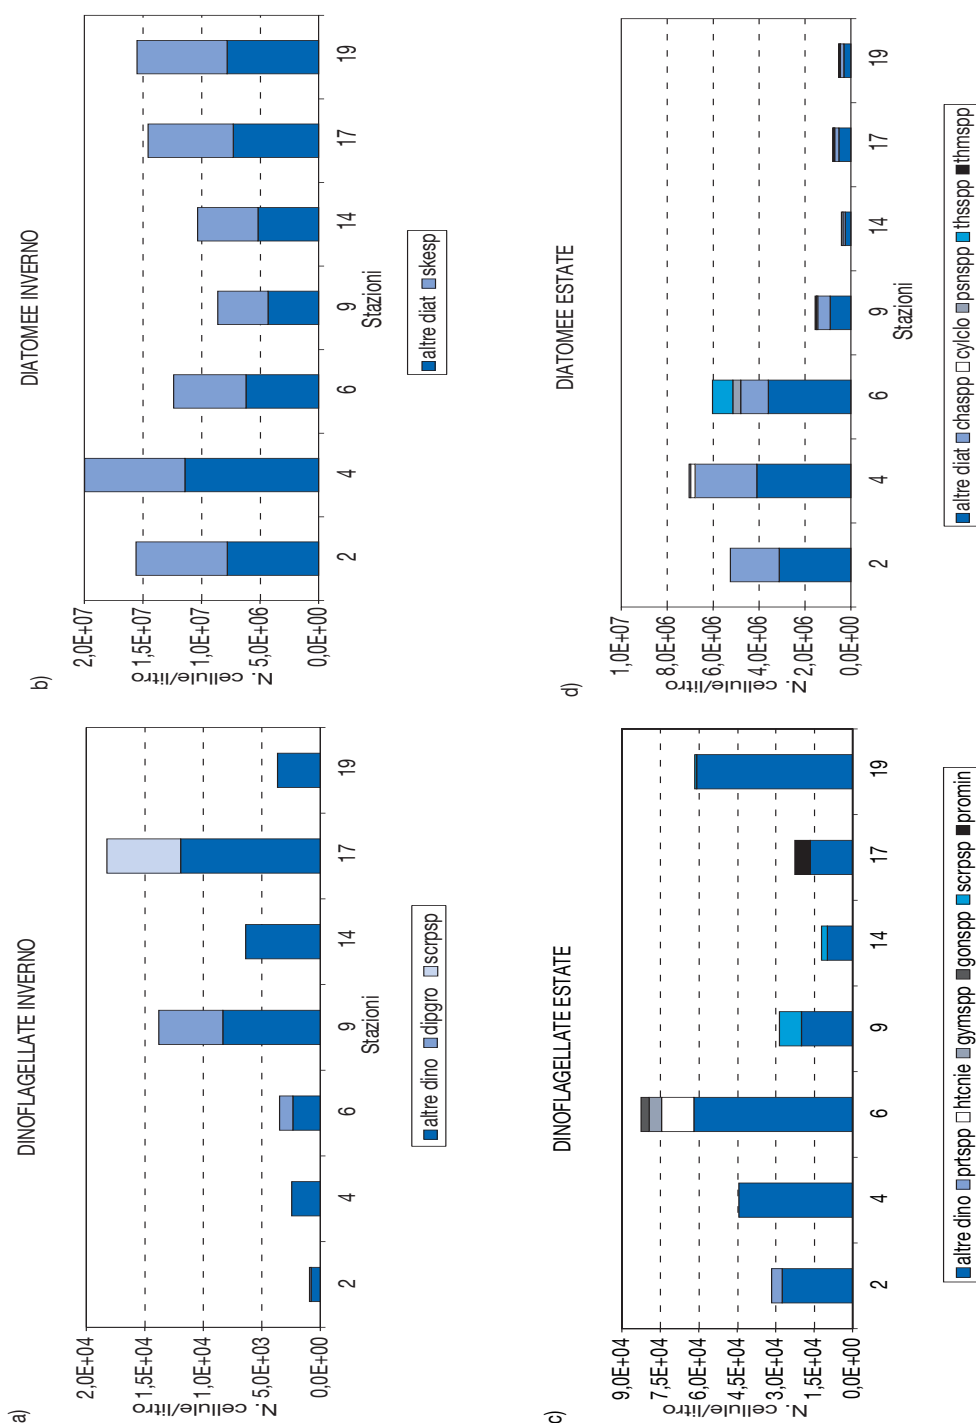 a)
DINOFLAGELLATE INVERNO
N. cellule/litro
2,0E+04
1,5E+04
1,0E+04
5,0E+03
0,0E+00
2 4 6 9 14 17 19
Stazioni
altre dino dipgro scrpsp
b)
DIATOMEE INVERNO
N. cellule/litro
2,0E+07
1,5E+07
1,0E+07
5,0E+06
0,0E+00
2 4 6 9 14 17 19
Stazioni
altre diat skesp
c)
DINOFLAGELLATE ESTATE
N. cellule/litro
9,0E+04
7,5E+04
6,0E+04
4,5E+04
3,0E+04
1,5E+04
0,0E+00
2 4 6 9 14 17 19
altre dino prtspp htcnie gymspp gonspp scrpsp promin
d)
DIATOMEE ESTATE
N. cellule/litro
1,0E+07
8,0E+06
6,0E+06
4,0E+06
2,0E+06
0,0E+00
2 4 6 9 14 17 19
Stazioni
altre diat chaspp cylclo psnspp thsspp thmspp